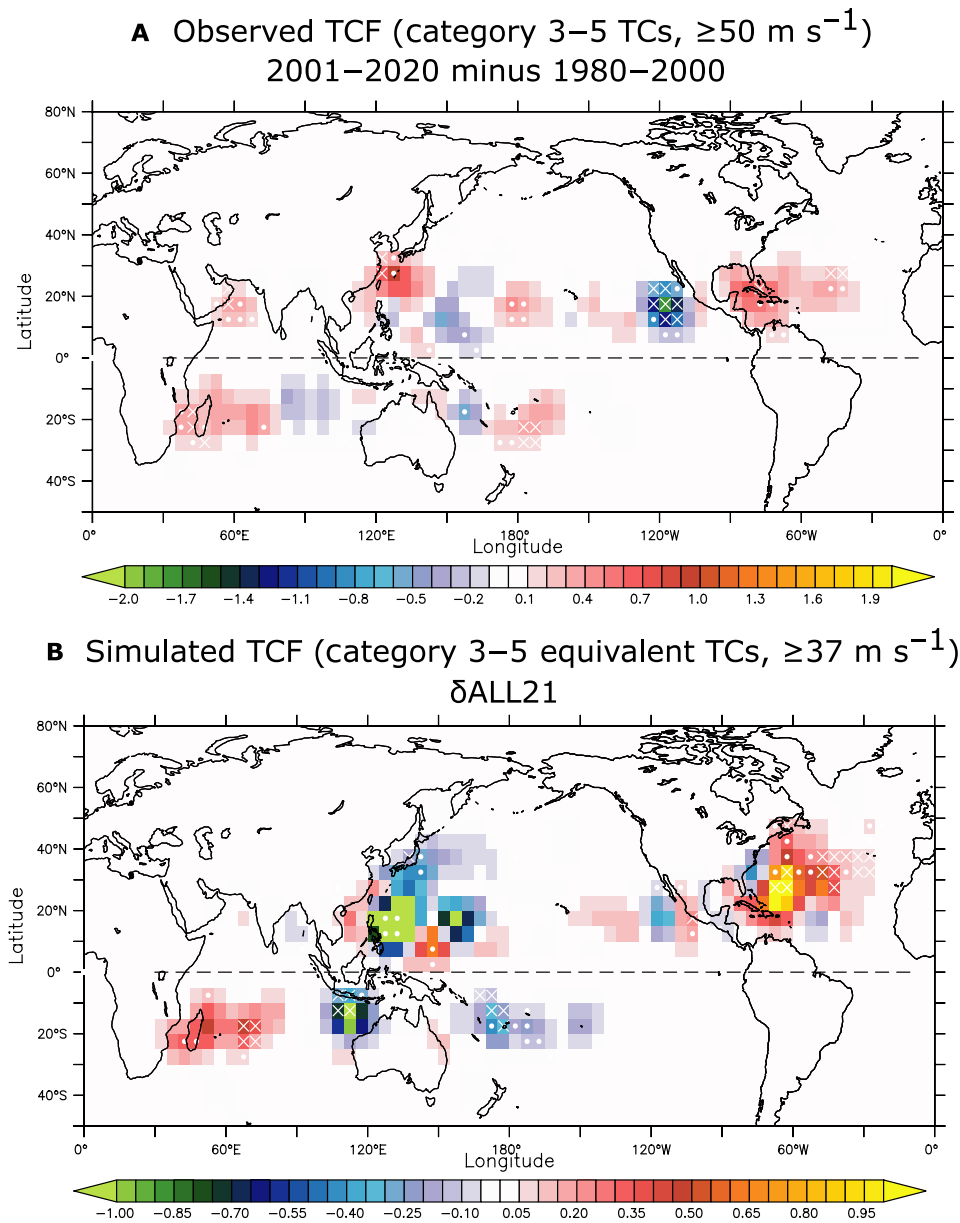 A Observed TCF (category 3–5 TCs, ≥50 m s⁻¹)
2001–2020 minus 1980–2000
80°N
60°N
40°N
20°N
0°
20°S
40°S
Latitude
0° 60°E 120°E 180° 120°W 60°W 0°
Longitude
−2.0 −1.7 −1.4 −1.1 −0.8 −0.5 −0.2 0.1 0.4 0.7 1.0 1.3 1.6 1.9
B Simulated TCF (category 3–5 equivalent TCs, ≥37 m s⁻¹)
δALL21
80°N
60°N
40°N
20°N
0°
20°S
40°S
Latitude
0° 60°E 120°E 180° 120°W 60°W 0°
Longitude
−1.00 −0.85 −0.70 −0.55 −0.40 −0.25 −0.10 0.05 0.20 0.35 0.50 0.65 0.80 0.95